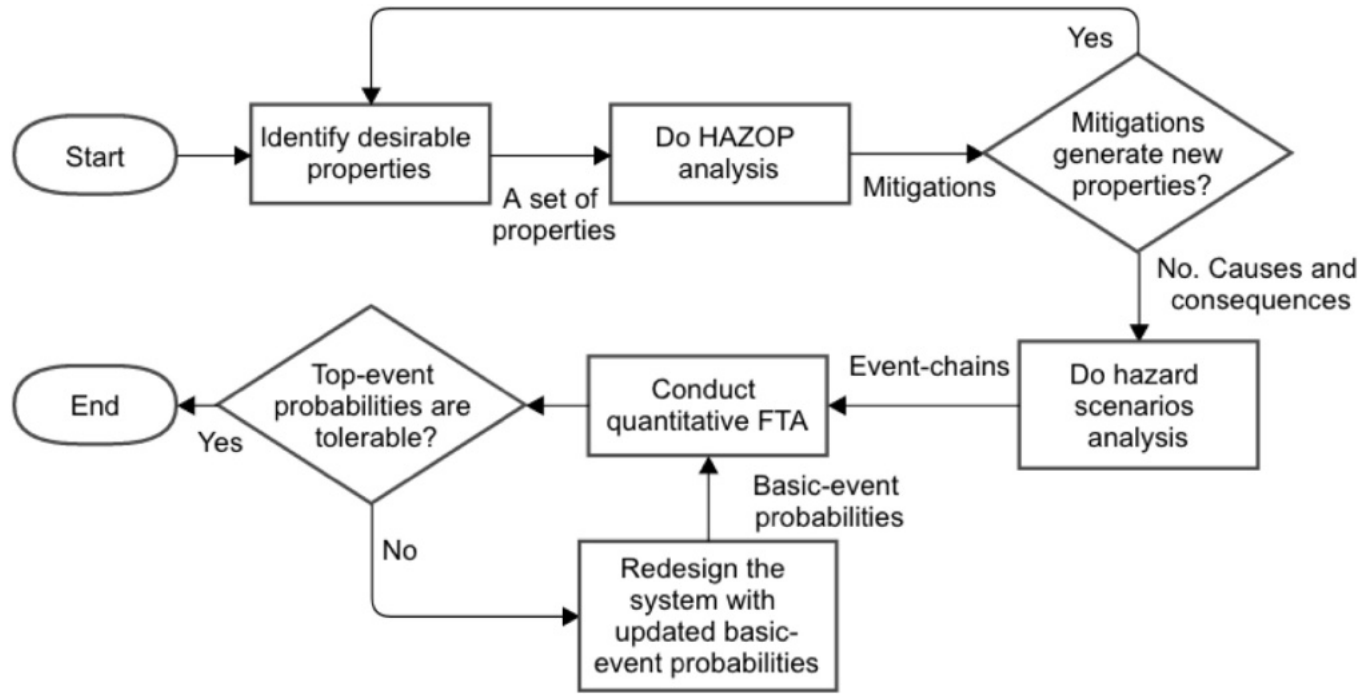 Start
Identify desirable
properties
A set of
properties
Do HAZOP
analysis
Mitigations
Mitigations
generate new
properties?
Yes
No. Causes and
consequences
Do hazard
scenarios
analysis
Event-chains
Conduct
quantitative FTA
Top-event
probabilities are
tolerable?
Yes
End
No
Redesign the
system with
updated basic-
event probabilities
Basic-event
probabilities